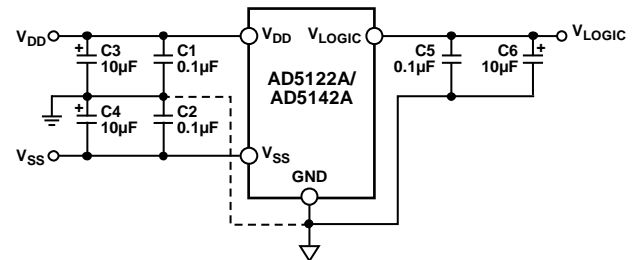 VDD
C3
10µF
C1
0.1µF
VDD
VLOGIC
AD5122A/
AD5142A
C5
0.1µF
C6
10µF
VLOGIC
+
+
+
C4
10µF
C2
0.1µF
VSS
VSS
GND